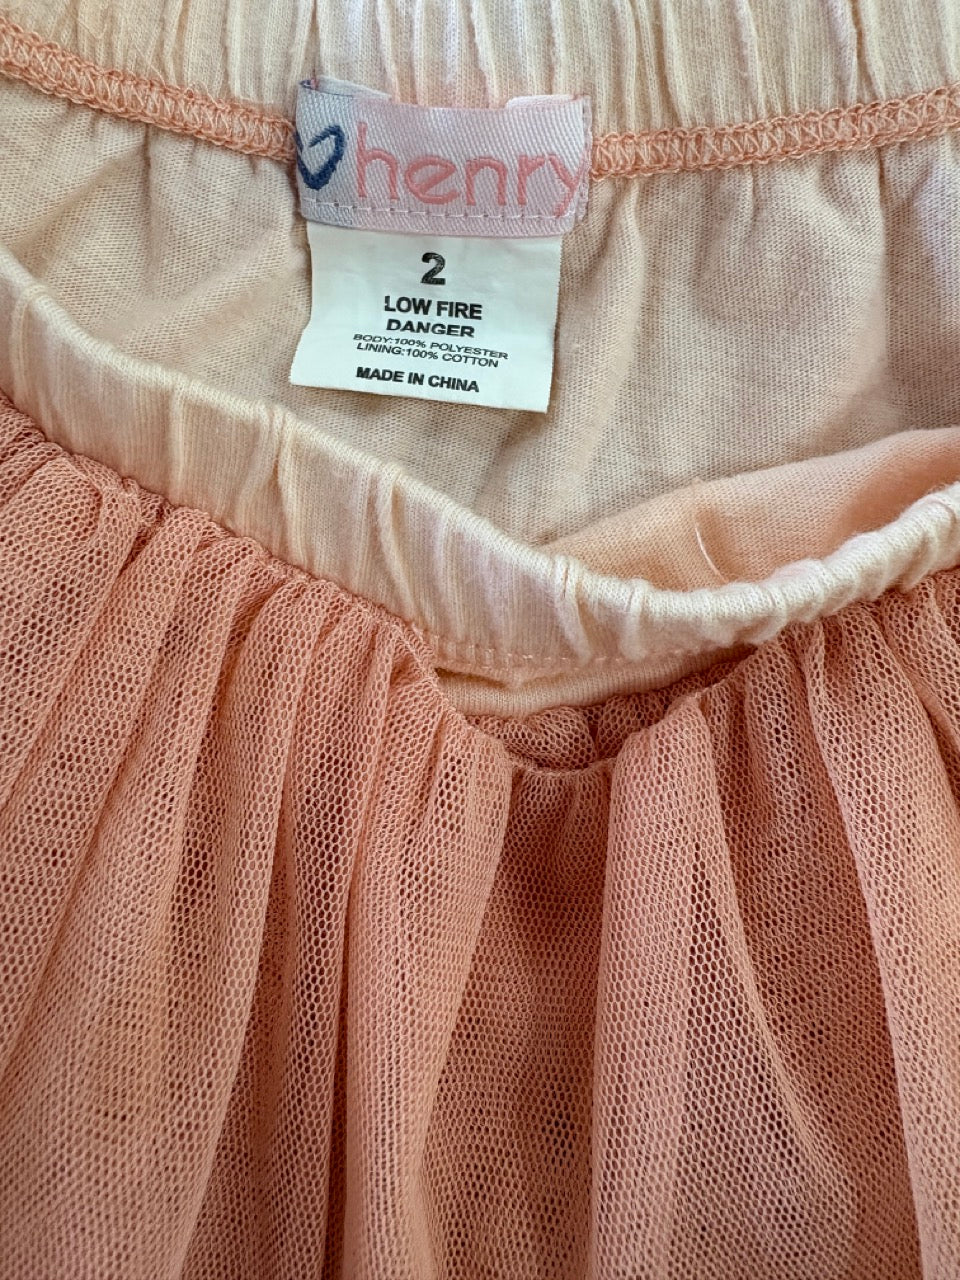 henry
2
LOW FIRE
DANGER
BODY:100% POLYESTER
LINING:100% COTTON
MADE IN CHINA